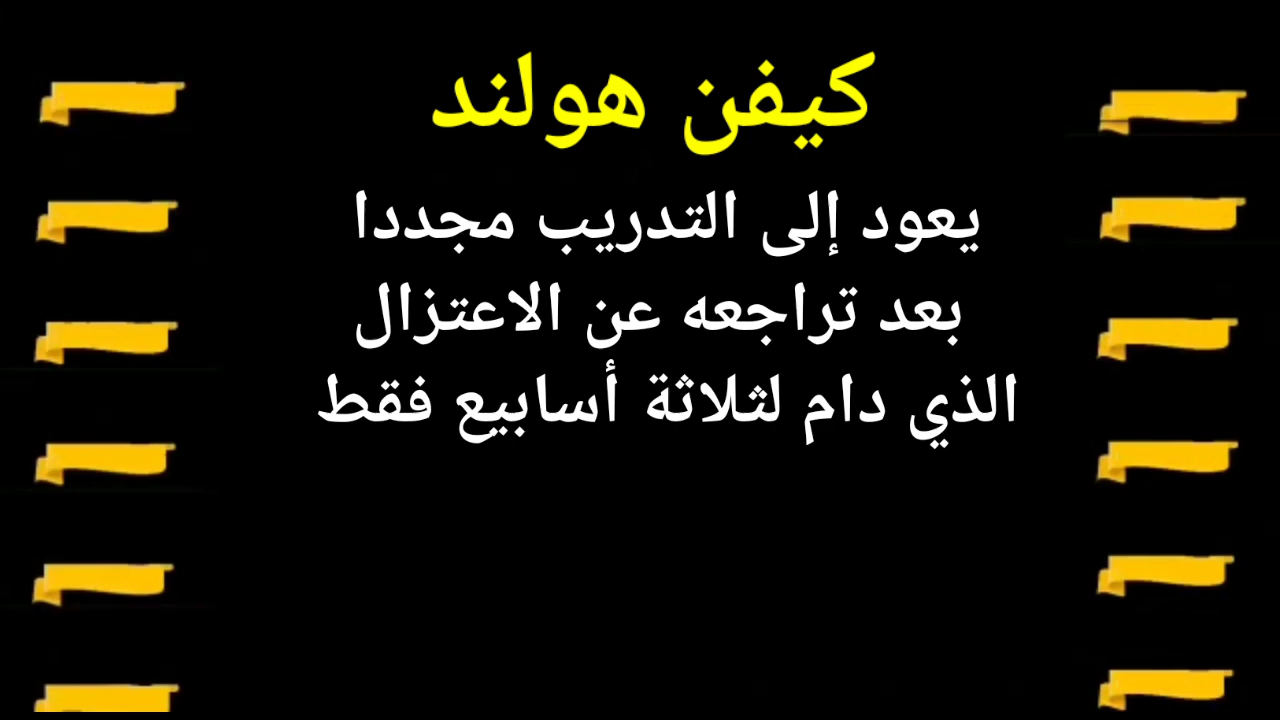 كيفن هولند
يعود إلى التدريب مجددا
بعد تراجعه عن الاعتزال
الذي دام لثلاثة أسابيع فقط